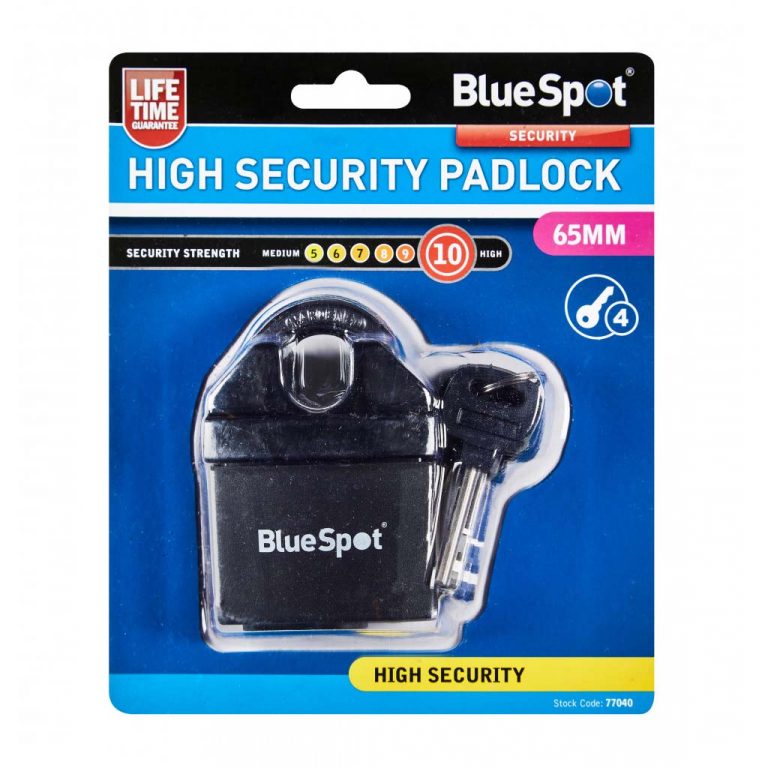 LIFE
TIME
GUARANTEE
BlueSpot®
SECURITY
HIGH SECURITY PADLOCK
65MM
SECURITY STRENGTH MEDIUM 5 6 7 8 9 10 HIGH
4
BlueSpot®
HIGH SECURITY
Stock Code: 77040